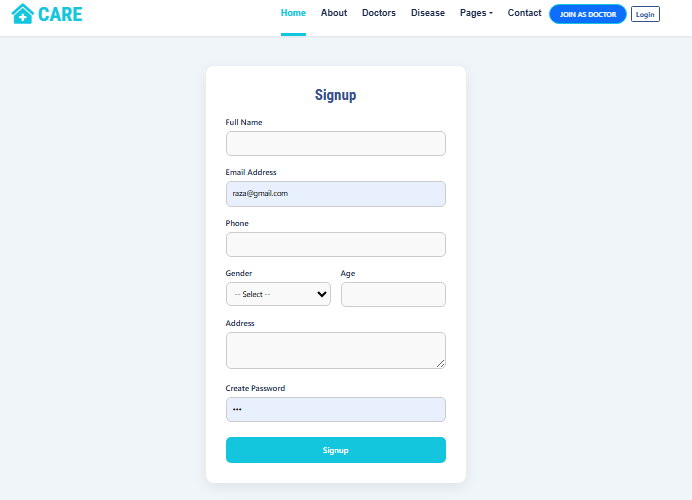 CARE
Home About Doctors Disease Pages Contact JOIN AS DOCTOR Login
Signup
Full Name
Email Address
raza@gmail.com
Phone
Gender Age
-- Select --
Address
Create Password
•••
Signup